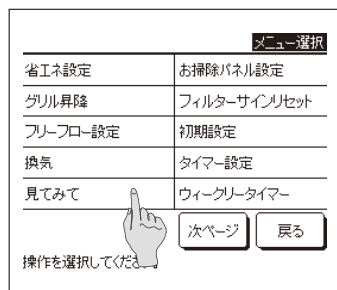 メニュー選択
省エネ設定 お掃除パネル設定
グリル昇降 フィルターサインリセット
フリーフロー設定 初期設定
換気 タイマー設定
見てみて ウィークリータイマー
次ページ 戻る
操作を選択してくださ